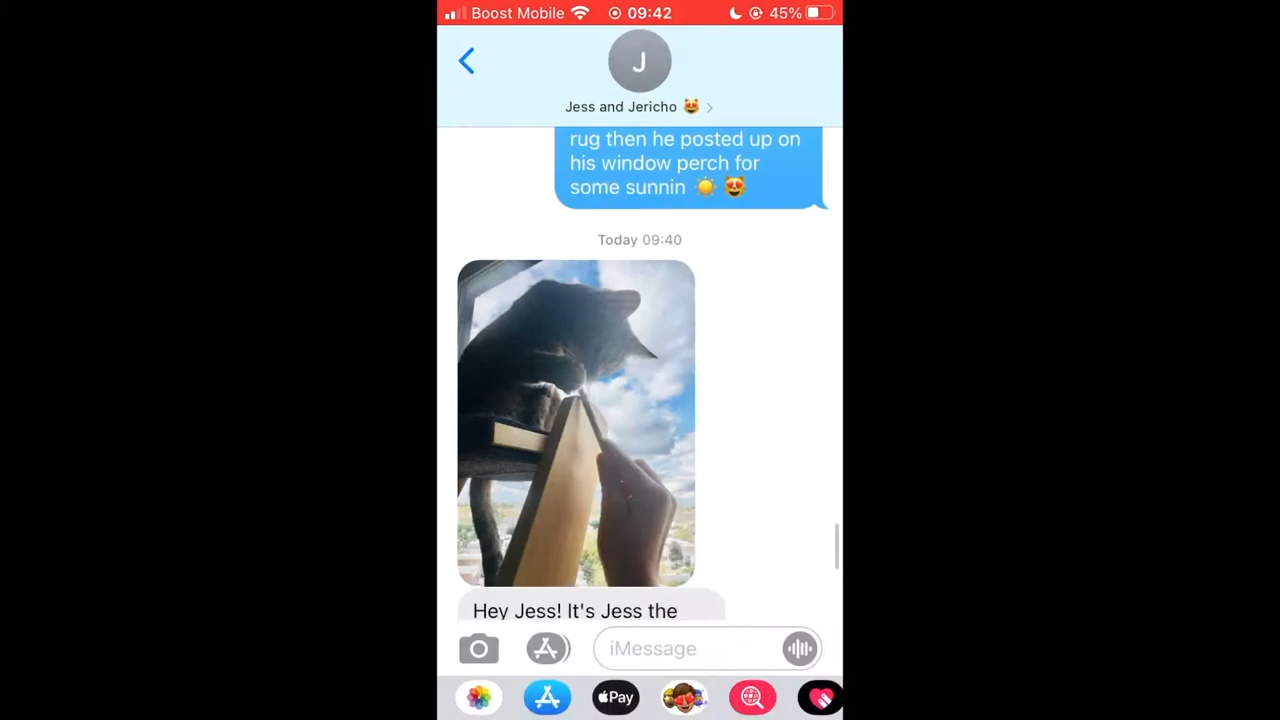 Boost Mobile 09:42 45%
J
Jess and Jericho 😻
rug then he posted up on
his window perch for
some sunnin ☀️ 😻
Today 09:40
Hey Jess! It's Jess the
iMessage
Pay